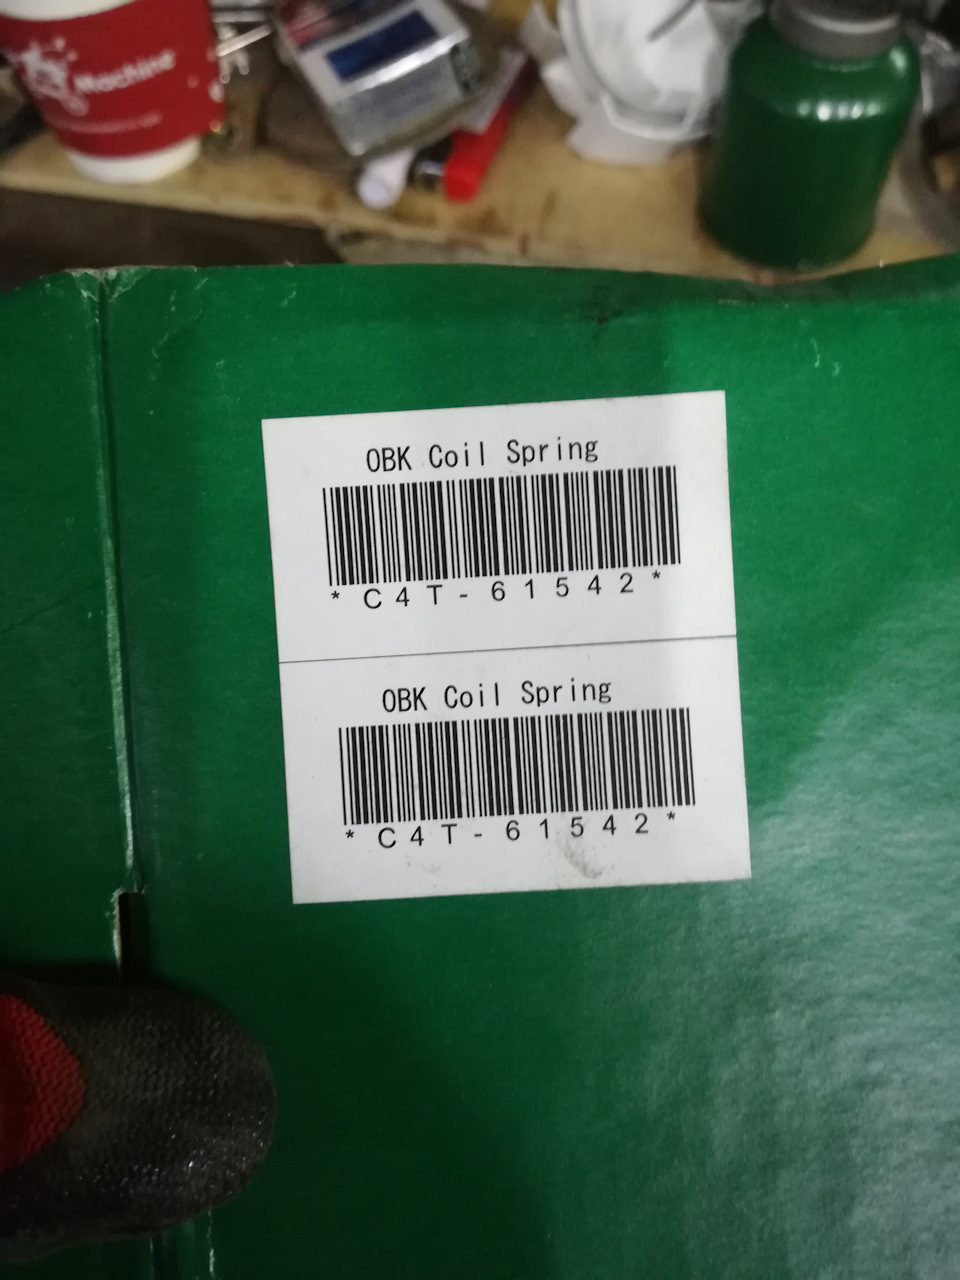 Machine
OBK Coil Spring
*C4T-61542*
OBK Coil Spring
*C4T-61542*